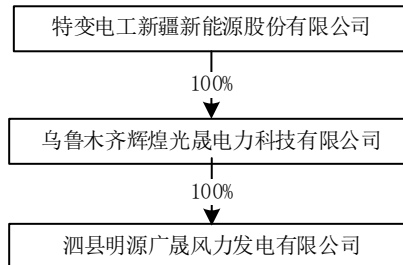 特变电工新疆新能源股份有限公司
100%
乌鲁木齐辉煌光晟电力科技有限公司
100%
泗县明源广晟风力发电有限公司